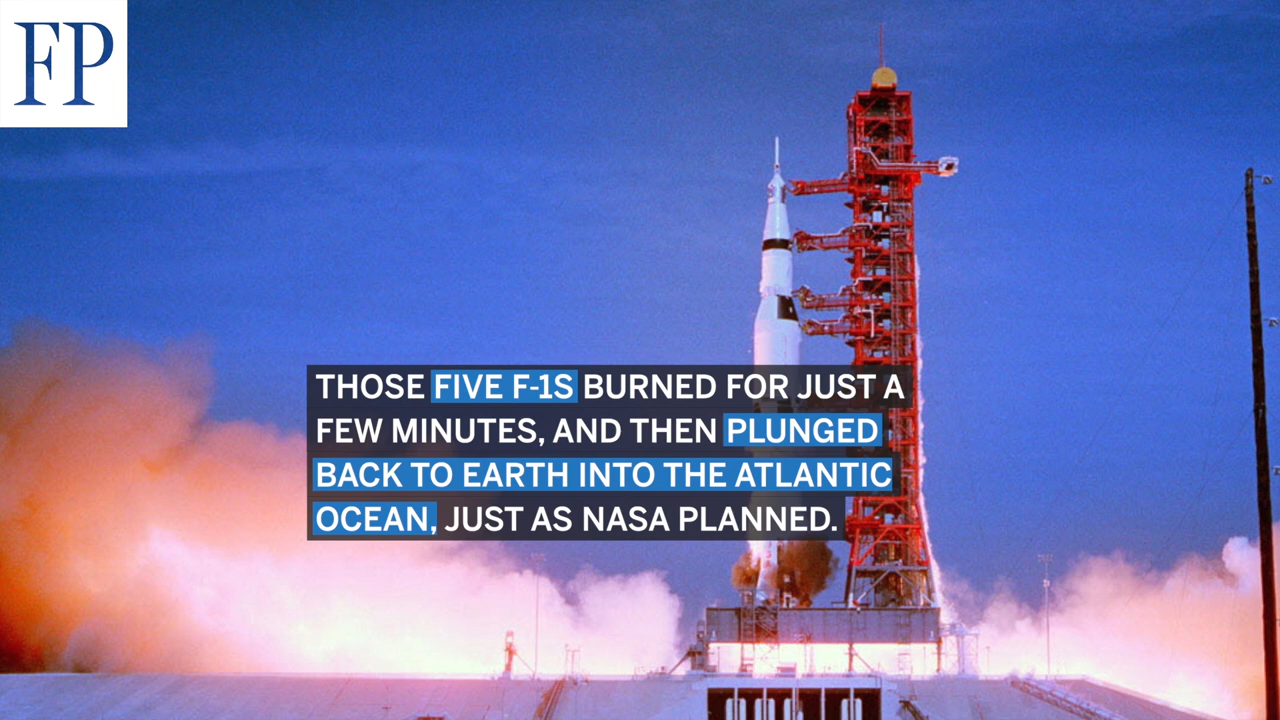 FP
THOSE FIVE F-1S BURNED FOR JUST A
FEW MINUTES, AND THEN PLUNGED
BACK TO EARTH INTO THE ATLANTIC
OCEAN, JUST AS NASA PLANNED.